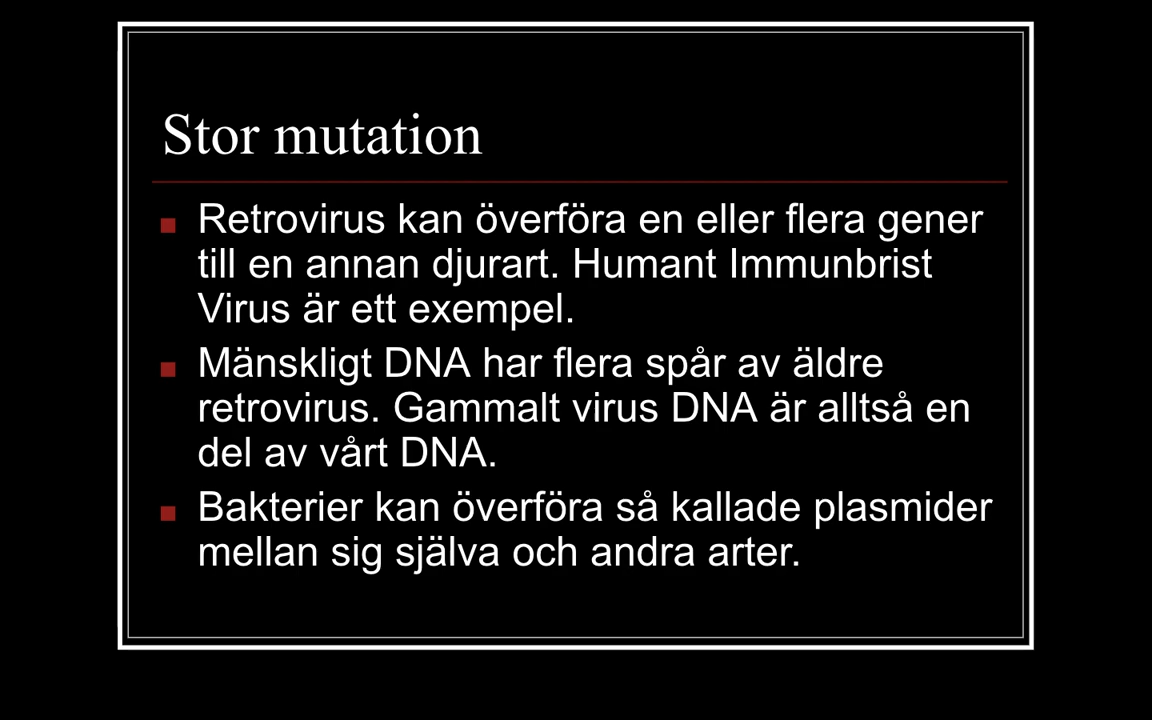 Stor mutation
Retrovirus kan överföra en eller flera gener
till en annan djurart. Humant Immunbrist
Virus är ett exempel.
Mänskligt DNA har flera spår av äldre
retrovirus. Gammalt virus DNA är alltså en
del av vårt DNA.
Bakterier kan överföra så kallade plasmider
mellan sig själva och andra arter.